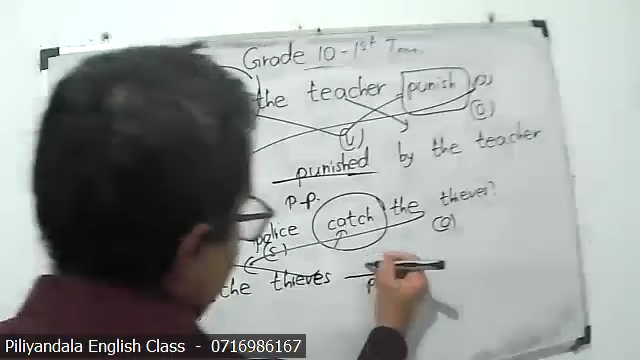 Grade 10 - 1st Term
the teacher punish
(v) (o)
punished by the teacher
p.p.
police catch the thieves?
(s) (o)
the thieves
p
Piliyandala English Class - 0716986167